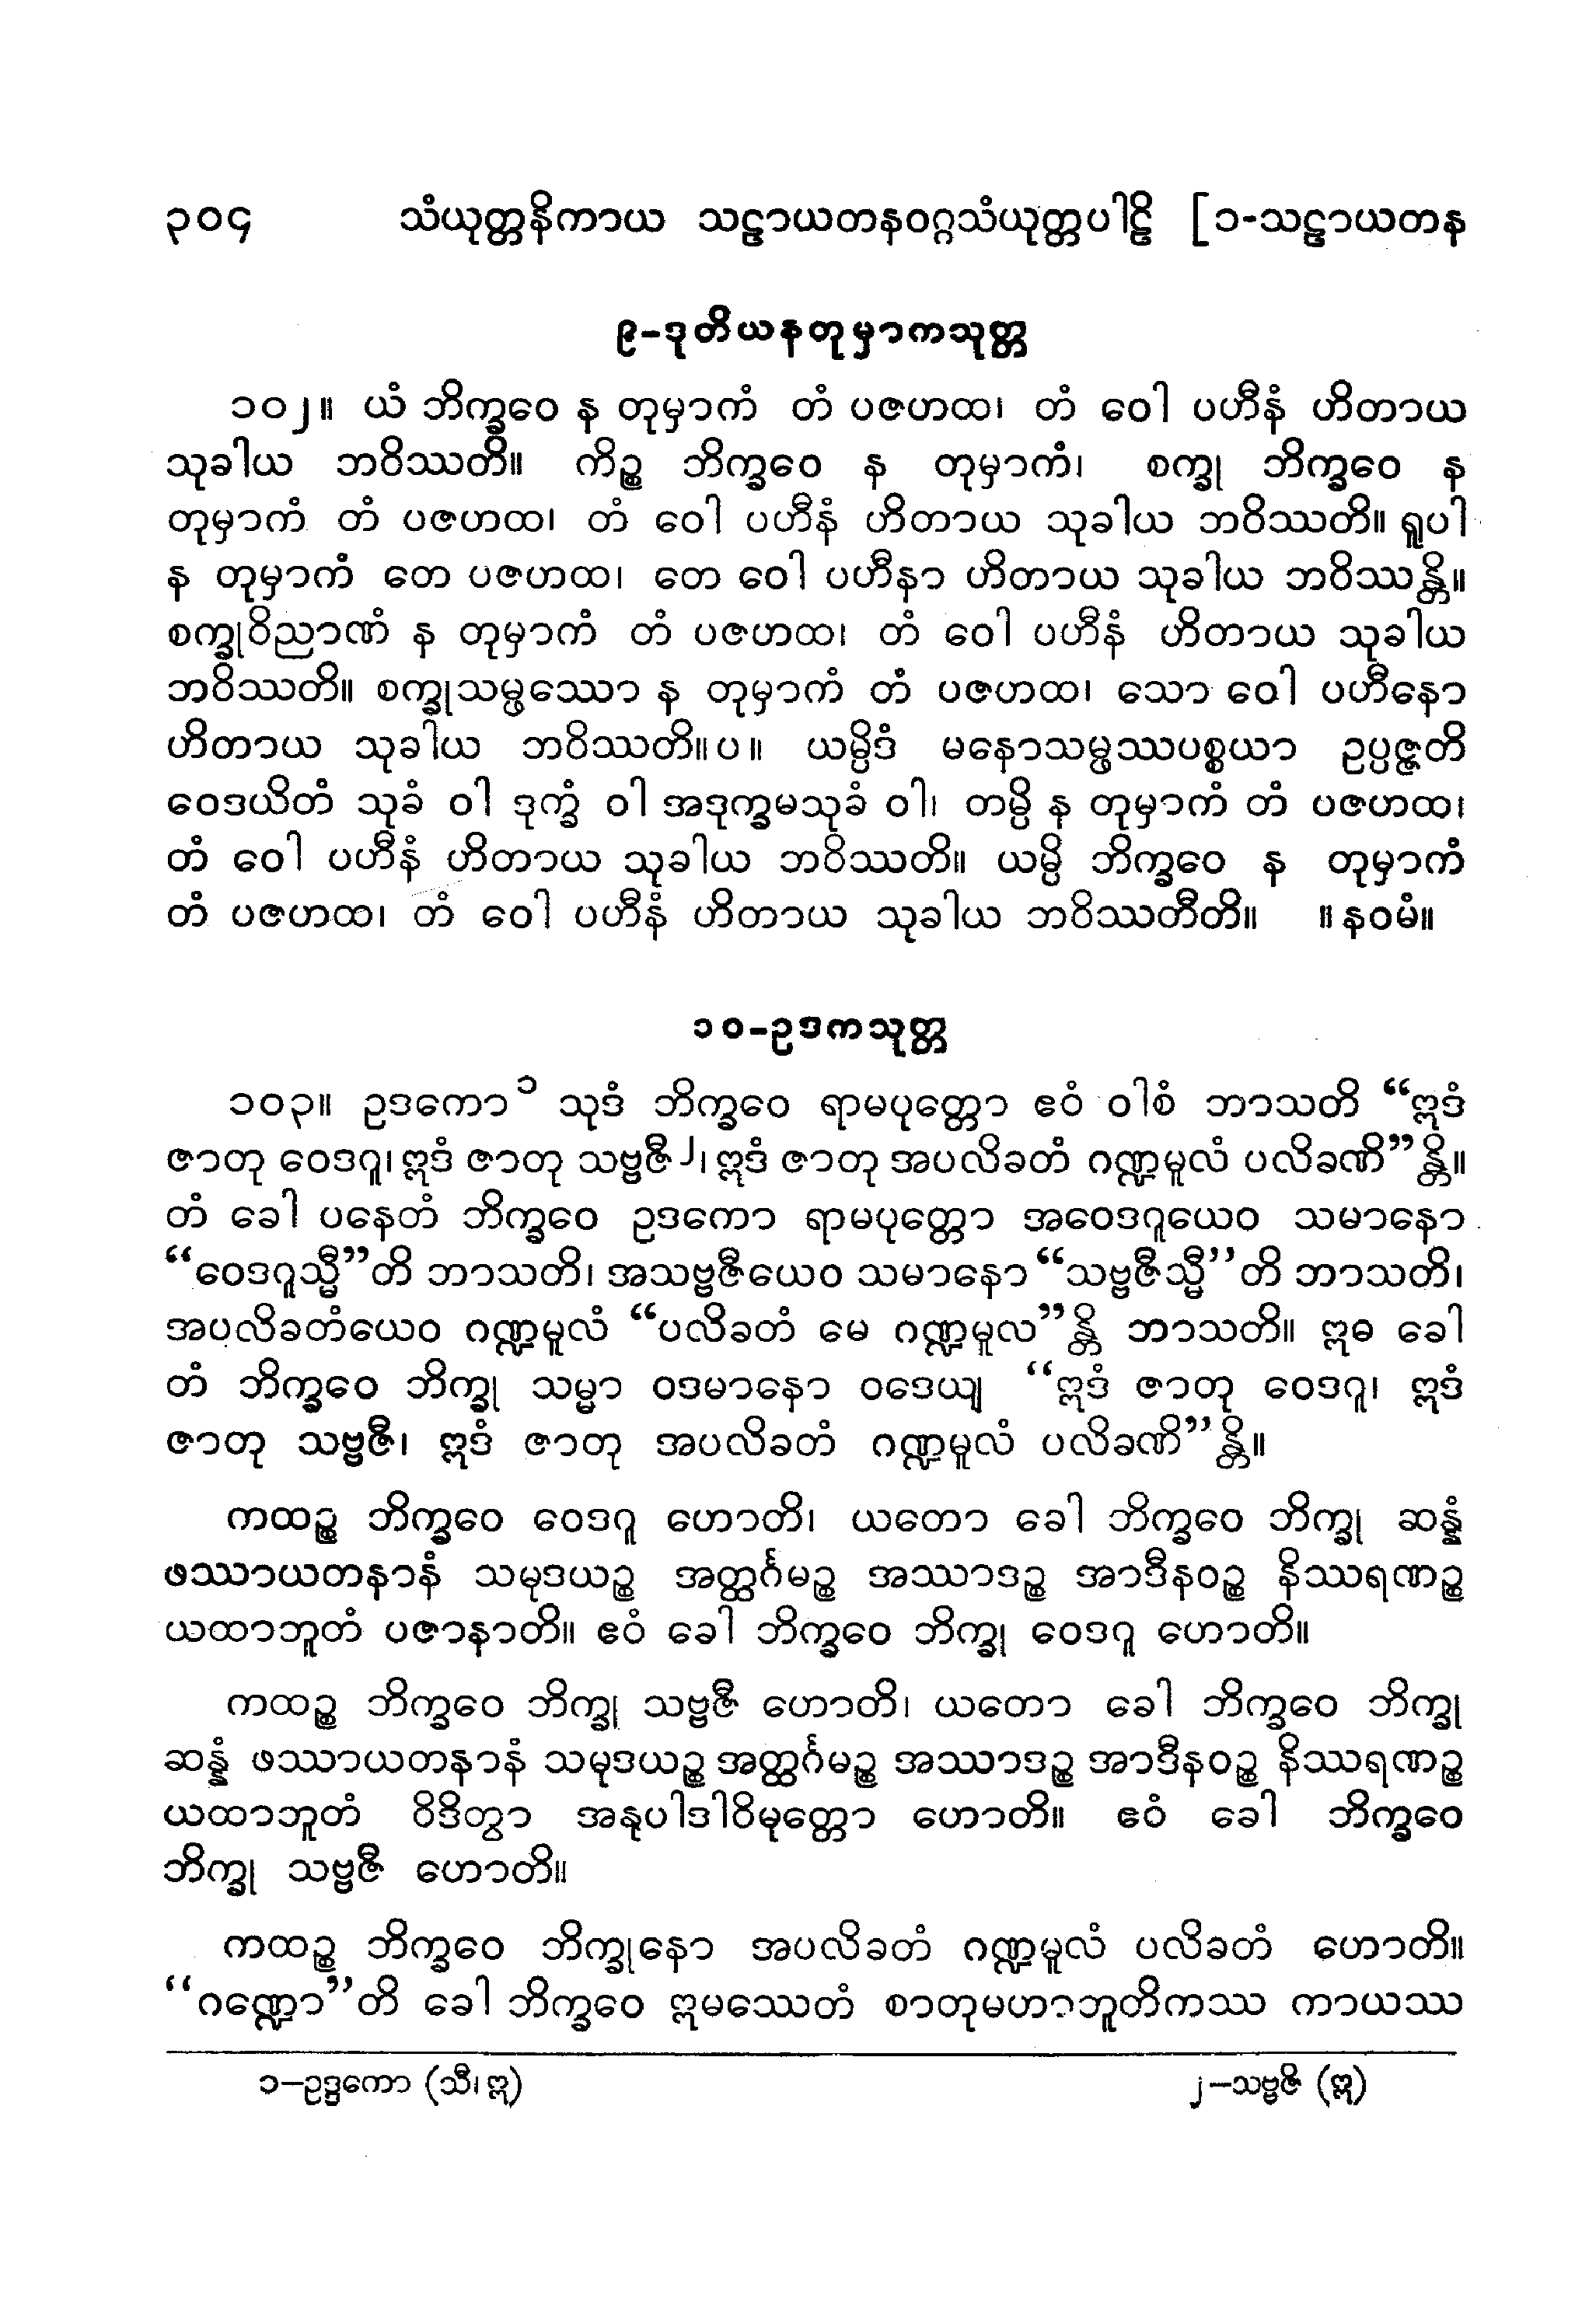 ၃၀၄ သံယုတ္တနိကာယ သဠာယတနဝဂ္ဂသံယုတ္တပါဠိ [၁-သဠာယတန
၉-ဒုတိယနတုမှာကသုတ္တ
၁၀၂။ ယံ ဘိက္ခဝေ န တုမှာကံ တံ ပဇဟထ၊ တံ ဝေါ ပဟီနံ ဟိတာယ
သုခါယ ဘဝိဿတိ။ ကိဉ္စ ဘိက္ခဝေ န တုမှာကံ၊ စက္ခု ဘိက္ခဝေ န
တုမှာကံ တံ ပဇဟထ၊ တံ ဝေါ ပဟီနံ ဟိတာယ သုခါယ ဘဝိဿတိ။ ရူပါ
န တုမှာကံ တေ ပဇဟထ၊ တေ ဝေါ ပဟီနာ ဟိတာယ သုခါယ ဘဝိဿန္တိ။
စက္ခုဝိညာဏံ န တုမှာကံ တံ ပဇဟထ၊ တံ ဝေါ ပဟီနံ ဟိတာယ သုခါယ
ဘဝိဿတိ။ စက္ခုသမ္ဖဿော န တုမှာကံ တံ ပဇဟထ၊ သော ဝေါ ပဟီနော
ဟိတာယ သုခါယ ဘဝိဿတိ။ပ။ ယမ္ပိဒံ မနောသမ္ဖဿပစ္စယာ ဥပ္ပဇ္ဇတိ
ဝေဒယိတံ သုခံ ဝါ ဒုက္ခံ ဝါ အဒုက္ခမသုခံ ဝါ၊ တမ္ပိ န တုမှာကံ တံ ပဇဟထ၊
တံ ဝေါ ပဟီနံ ဟိတာယ သုခါယ ဘဝိဿတိ။ ယမ္ပိ ဘိက္ခဝေ န တုမှာကံ
တံ ပဇဟထ၊ တံ ဝေါ ပဟီနံ ဟိတာယ သုခါယ ဘဝိဿတီတိ။ ။နဝမံ။
၁၀-ဥဒကသုတ္တ
၁၀၃။ ဥဒကော၁ သုဒံ ဘိက္ခဝေ ရာမပုတ္တော ဧဝံ ဝါစံ ဘာသတိ “ဣဒံ
ဇာတု ဝေဒဂူ၊ ဣဒံ ဇာတု သဗ္ဗဇီ၂၊ ဣဒံ ဇာတု အပလိခတံ ဂဏ္ဍမူလံ ပလိခဏိ”န္တိ။
တံ ခေါ ပနေတံ ဘိက္ခဝေ ဥဒကော ရာမပုတ္တော အဝေဒဂူယေဝ သမာနော
“ဝေဒဂူသ္မီ”တိ ဘာသတိ၊ အသဗ္ဗဇီယေဝ သမာနော “သဗ္ဗဇီသ္မီ”တိ ဘာသတိ၊
အပလိခတံယေဝ ဂဏ္ဍမူလံ “ပလိခတံ မေ ဂဏ္ဍမူလ”န္တိ ဘာသတိ။ ဣဓ ခေါ
တံ ဘိက္ခဝေ ဘိက္ခု သမ္မာ ဝဒမာနော ဝဒေယျ “ဣဒံ ဇာတု ဝေဒဂူ၊ ဣဒံ
ဇာတု သဗ္ဗဇီ၊ ဣဒံ ဇာတု အပလိခတံ ဂဏ္ဍမူလံ ပလိခဏိ”န္တိ။
ကထဉ္စ ဘိက္ခဝေ ဝေဒဂူ ဟောတိ၊ ယတော ခေါ ဘိက္ခဝေ ဘိက္ခု ဆန္နံ
ဖဿာယတနာနံ သမုဒယဉ္စ အတ္ထင်္ဂမဉ္စ အဿာဒဉ္စ အာဒီနဝဉ္စ နိဿရဏဉ္စ
ယထာဘူတံ ပဇာနာတိ။ ဧဝံ ခေါ ဘိက္ခဝေ ဘိက္ခု ဝေဒဂူ ဟောတိ။
ကထဉ္စ ဘိက္ခဝေ ဘိက္ခု သဗ္ဗဇီ ဟောတိ၊ ယတော ခေါ ဘိက္ခဝေ ဘိက္ခု
ဆန္နံ ဖဿာယတနာနံ သမုဒယဉ္စ အတ္ထင်္ဂမဉ္စ အဿာဒဉ္စ အာဒီနဝဉ္စ နိဿရဏဉ္စ
ယထာဘူတံ ဝိဒိတွာ အနုပါဒါဝိမုတ္တော ဟောတိ။ ဧဝံ ခေါ ဘိက္ခဝေ
ဘိက္ခု သဗ္ဗဇီ ဟောတိ။
ကထဉ္စ ဘိက္ခဝေ ဘိက္ခုနော အပလိခတံ ဂဏ္ဍမူလံ ပလိခတံ ဟောတိ။
“ဂဏ္ဍော”တိ ခေါ ဘိက္ခဝေ ဣမဿေတံ စာတုမဟာဘူတိကဿ ကာယဿ
၁–ဥဒ္ဒကော (သီ၊ ဣ) ၂–သဗ္ဗဇိ (ဣ)